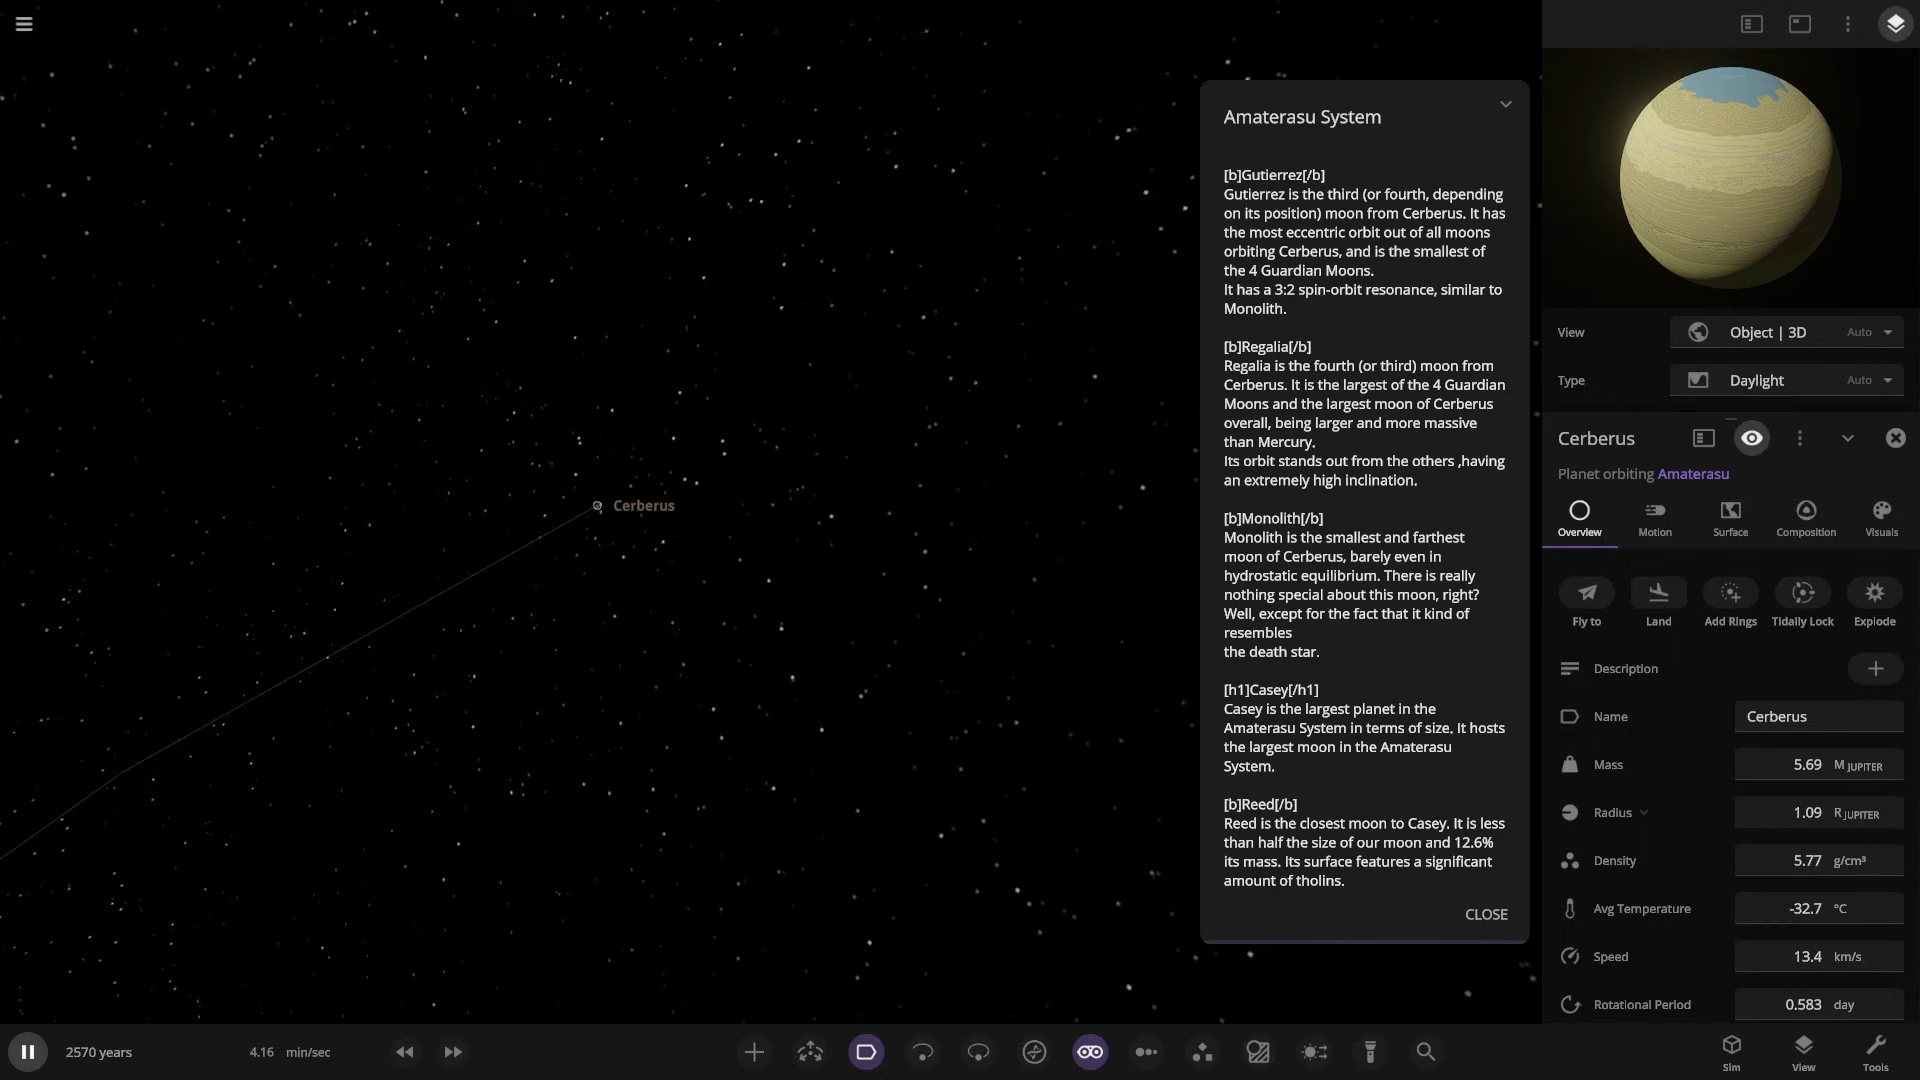 Amaterasu System
[b]Gutierrez[/b]
Gutierrez is the third (or fourth, depending
on its position) moon from Cerberus. It has
the most eccentric orbit out of all moons
orbiting Cerberus, and is the smallest of
the 4 Guardian Moons.
It has a 3:2 spin-orbit resonance, similar to
Monolith.
[b]Regalia[/b]
Regalia is the fourth (or third) moon from
Cerberus. It is the largest of the 4 Guardian
Moons and the largest moon of Cerberus
overall, being larger and more massive
than Mercury.
Its orbit stands out from the others ,having
an extremely high inclination.
[b]Monolith[/b]
Monolith is the smallest and farthest
moon of Cerberus, barely even in
hydrostatic equilibrium. There is really
nothing special about this moon, right?
Well, except for the fact that it kind of
resembles
the death star.
[h1]Casey[/h1]
Casey is the largest planet in the
Amaterasu System in terms of size. It hosts
the largest moon in the Amaterasu
System.
[b]Reed[/b]
Reed is the closest moon to Casey. It is less
than half the size of our moon and 12.6%
its mass. Its surface features a significant
amount of tholins.
CLOSE
Cerberus
View Object | 3D Auto
Type Daylight Auto
Cerberus
Planet orbiting Amaterasu
Overview Motion Surface Composition Visuals
Fly to Land Add Rings Tidally Lock Explode
Description
Name Cerberus
Mass 5.69 M JUPITER
Radius 1.09 R JUPITER
Density 5.77 g/cm³
Avg Temperature -32.7 °C
Speed 13.4 km/s
Rotational Period 0.583 day
2570 years 4.16 min/sec
Sim View Tools